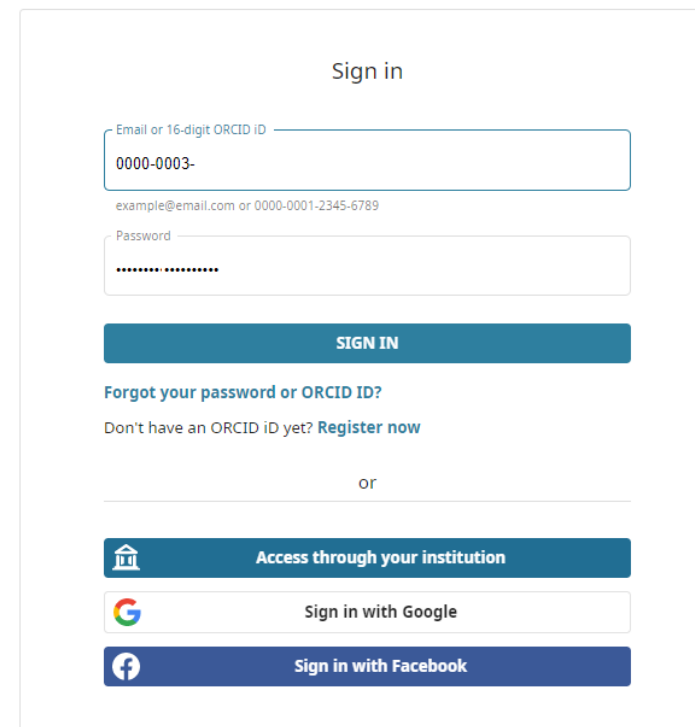 Sign in
Email or 16-digit ORCID iD
0000-0003-
example@email.com or 0000-0001-2345-6789
Password
••••••••• ••••••••••
SIGN IN
Forgot your password or ORCID ID?
Don't have an ORCID iD yet? Register now
or
Access through your institution
Sign in with Google
Sign in with Facebook